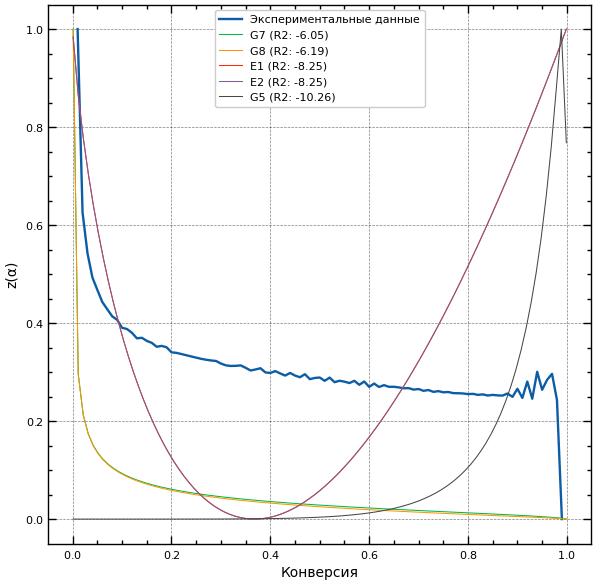 Экспериментальные данные
G7 (R2: -6.05)
G8 (R2: -6.19)
E1 (R2: -8.25)
E2 (R2: -8.25)
G5 (R2: -10.26)
1.0
0.8
0.6
0.4
0.2
0.0
z(α)
0.0 0.2 0.4 0.6 0.8 1.0
Конверсия